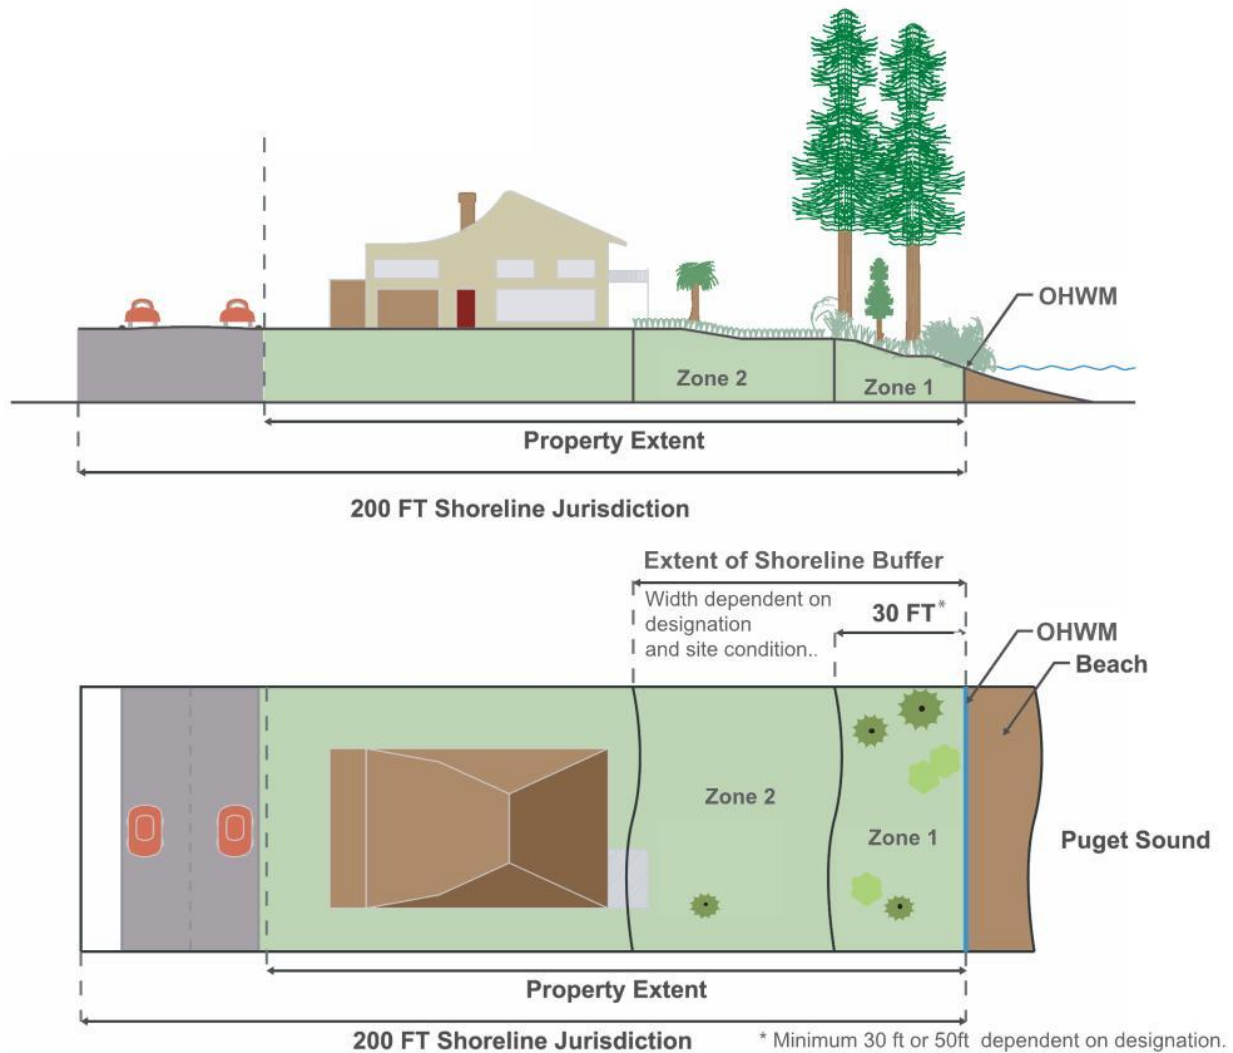 OHWM
Zone 2
Zone 1
Property Extent
200 FT Shoreline Jurisdiction
Extent of Shoreline Buffer
Width dependent on
designation
and site condition..
30 FT*
OHWM
Beach
Zone 2
Zone 1
Puget Sound
Property Extent
200 FT Shoreline Jurisdiction
* Minimum 30 ft or 50ft dependent on designation.